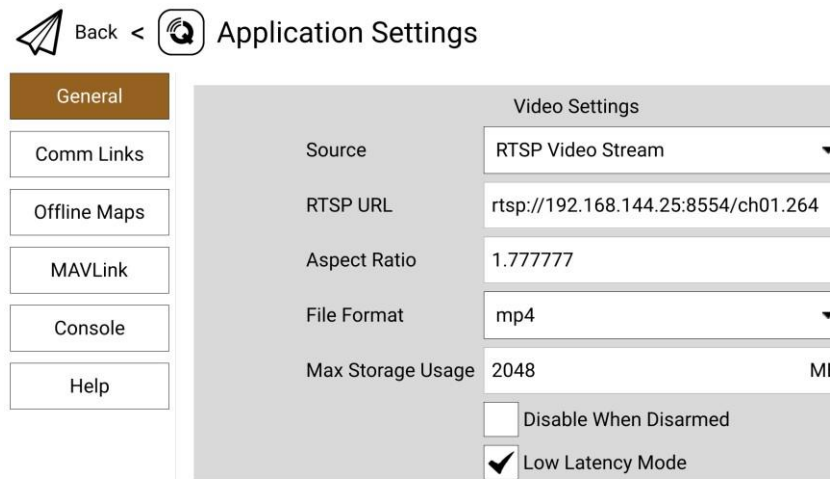 Back < Application Settings
General
Comm Links
Offline Maps
MAVLink
Console
Help
Video Settings
Source RTSP Video Stream
RTSP URL rtsp://192.168.144.25:8554/ch01.264
Aspect Ratio 1.777777
File Format mp4
Max Storage Usage 2048
Disable When Disarmed
Low Latency Mode